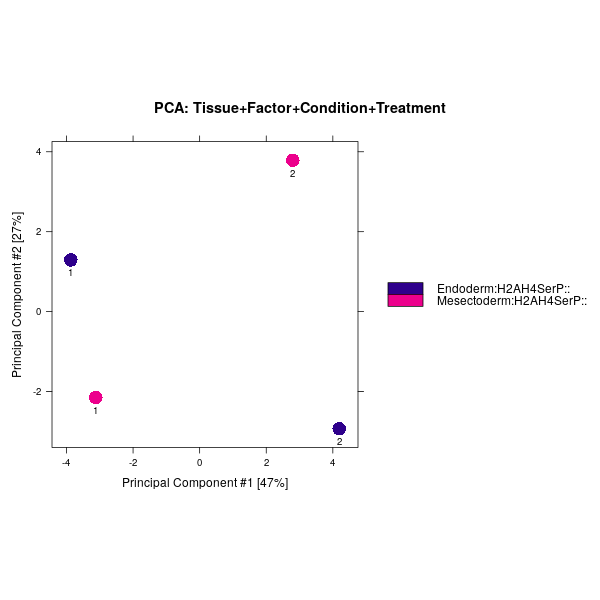 PCA: Tissue+Factor+Condition+Treatment
Principal Component #2 [27%]
4
2
0
-2
2
1
1
2
-4
-2
0
2
4
Principal Component #1 [47%]
Endoderm:H2AH4SerP::
Mesectoderm:H2AH4SerP::